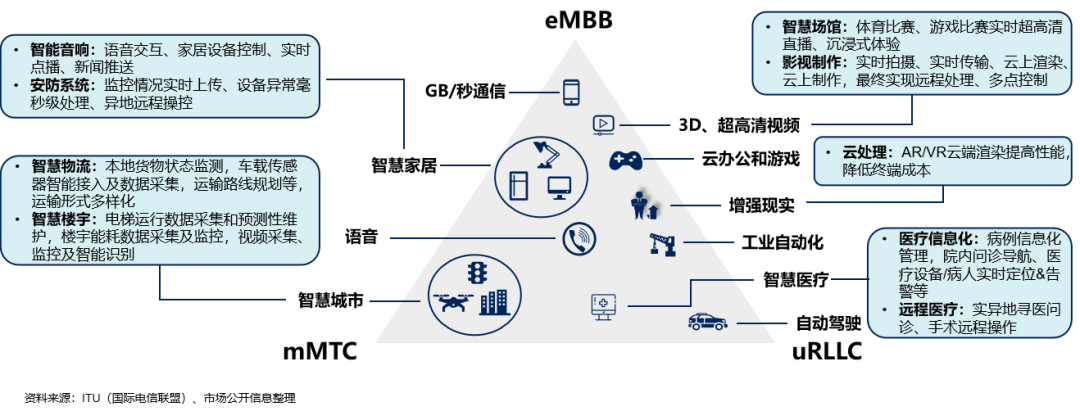 eMBB
• 智能音响：语音交互、家居设备控制、实时
点播、新闻推送
• 安防系统：监控情况实时上传、设备异常毫
秒级处理、异地远程操控
• 智慧场馆：体育比赛、游戏比赛实时超高清
直播、沉浸式体验
• 影视制作：实时拍摄、实时传输、云上渲染、
云上制作，最终实现远程处理、多点控制
GB/秒通信
3D、超高清视频
智慧家居
云办公和游戏
• 云处理：AR/VR云端渲染提高性能，
降低终端成本
• 智慧物流：本地货物状态监测，车载传感
器智能接入及数据采集，运输路线规划等，
运输形式多样化
• 智慧楼宇：电梯运行数据采集和预测性维
护，楼宇能耗数据采集及监控，视频采集、
监控及智能识别
增强现实
语音
工业自动化
• 医疗信息化：病例信息化
管理，院内问诊导航、医
疗设备/病人实时定位&告
警等
• 远程医疗：实异地寻医问
诊、手术远程操作
智慧医疗
智慧城市
自动驾驶
mMTC
uRLLC
资料来源：ITU（国际电信联盟）、市场公开信息整理